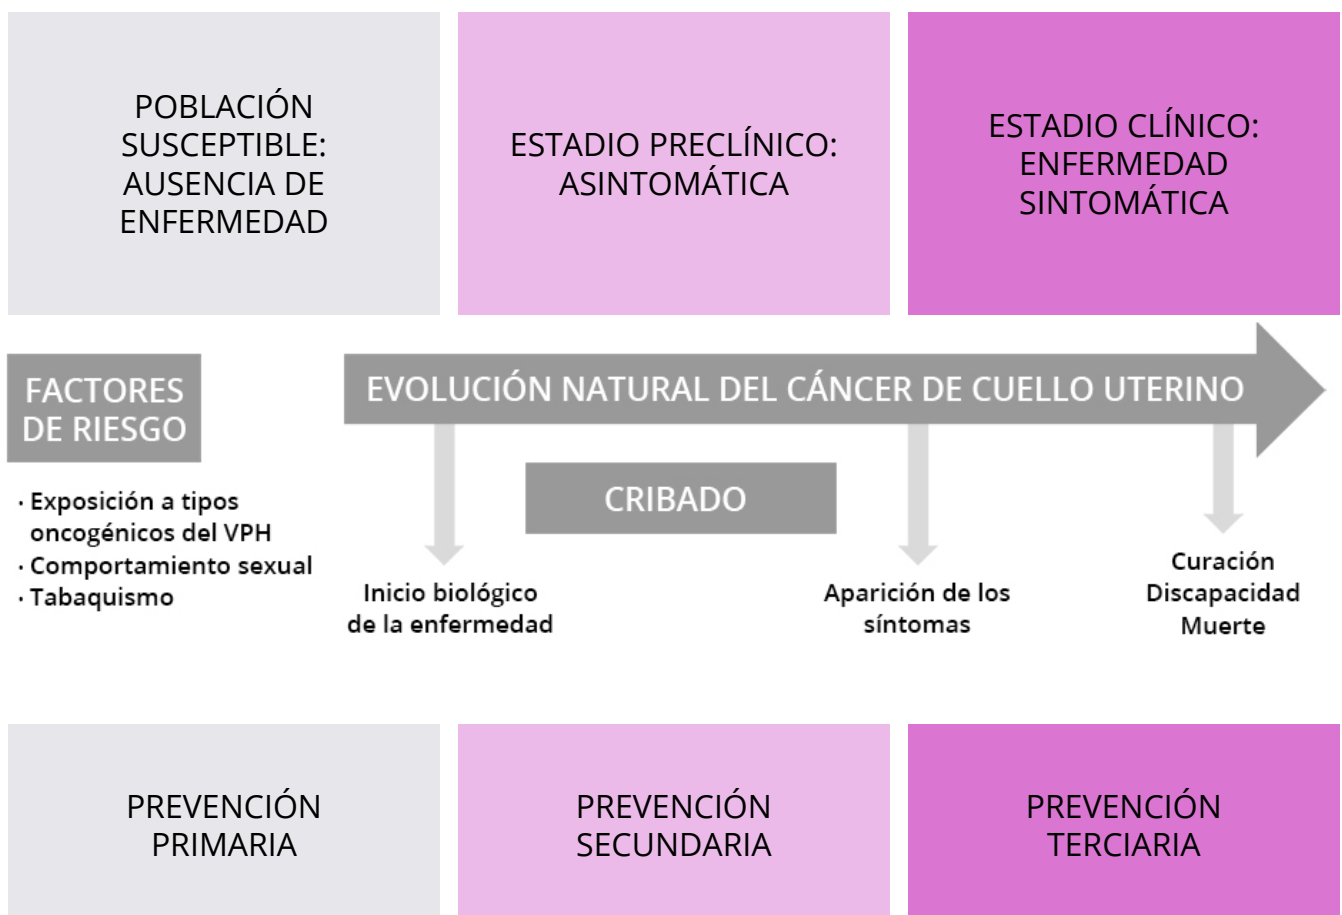 POBLACIÓN
SUSCEPTIBLE:
AUSENCIA DE
ENFERMEDAD
ESTADIO PRECLÍNICO:
ASINTOMÁTICA
ESTADIO CLÍNICO:
ENFERMEDAD
SINTOMÁTICA
FACTORES
DE RIESGO
· Exposición a tipos
oncogénicos del VPH
· Comportamiento sexual
· Tabaquismo
EVOLUCIÓN NATURAL DEL CÁNCER DE CUELLO UTERINO
CRIBADO
Inicio biológico
de la enfermedad
Aparición de los
síntomas
Curación
Discapacidad
Muerte
PREVENCIÓN
PRIMARIA
PREVENCIÓN
SECUNDARIA
PREVENCIÓN
TERCIARIA